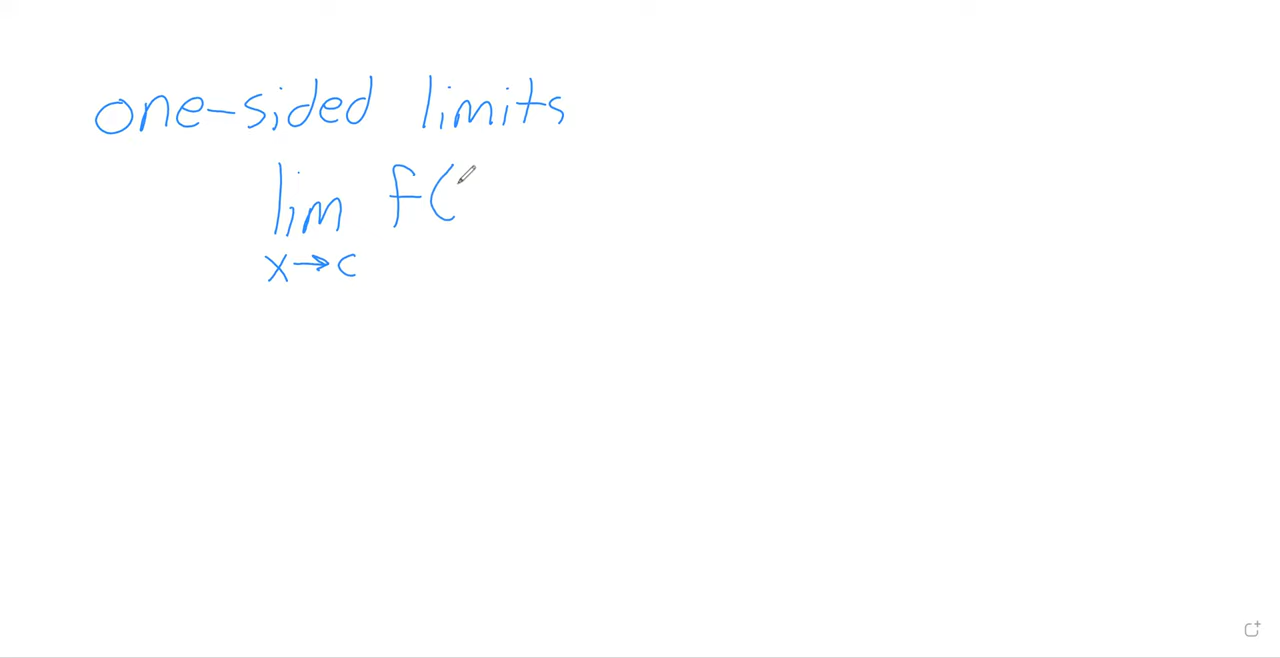 one-sided limits
lim f(
x→c